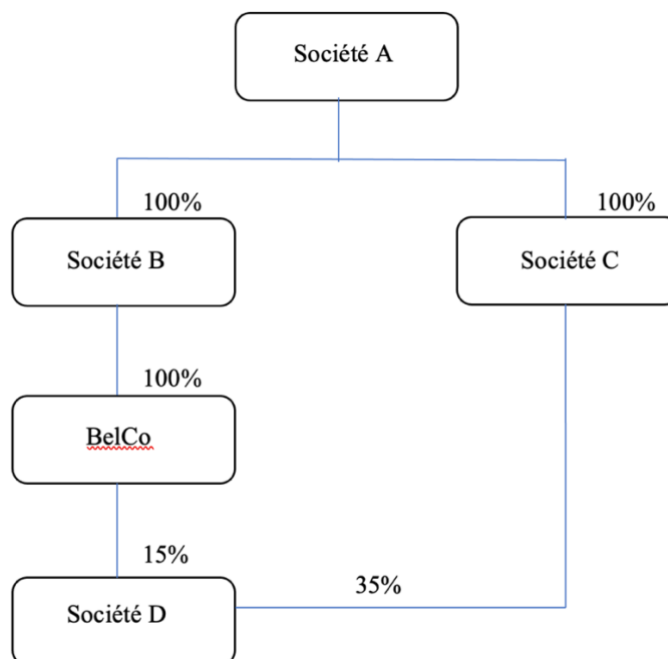 Société A
100%
100%
Société B
Société C
100%
BelCo
15%
35%
Société D